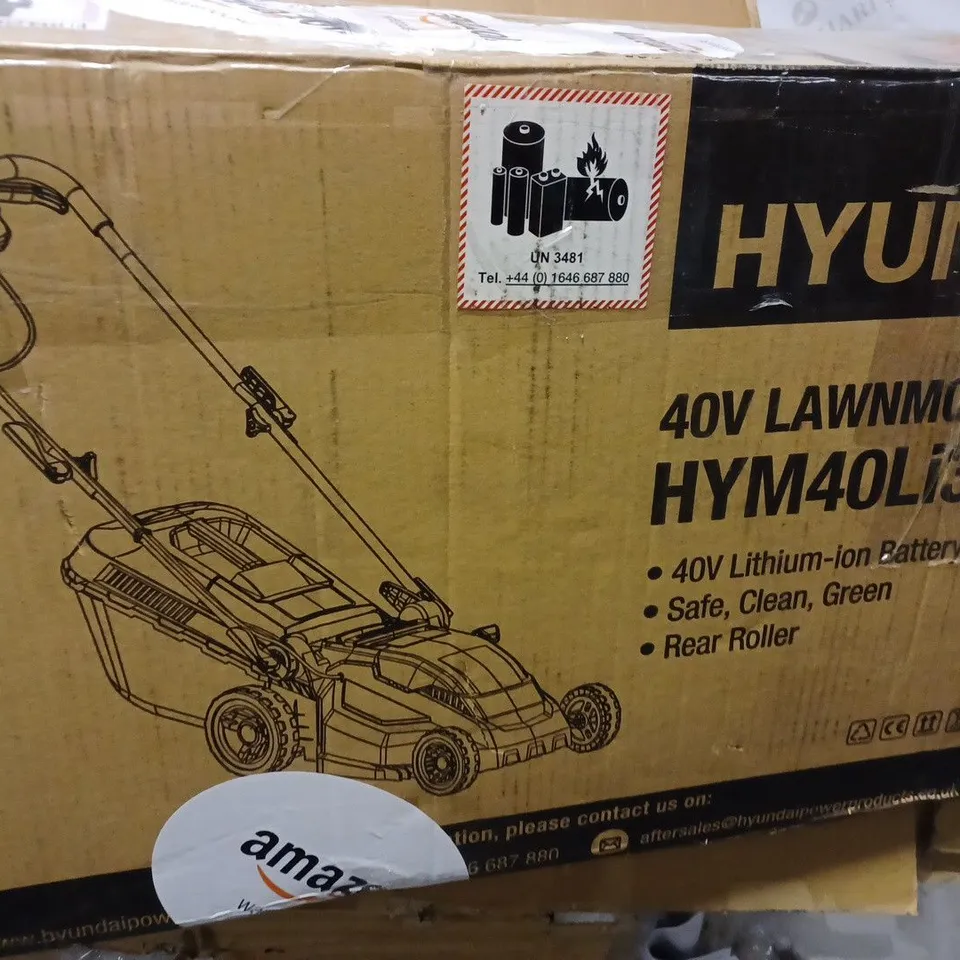 UN 3481
Tel. +44 (0) 1646 687 880
HYUN
40V LAWNMO
HYM40Li3
• 40V Lithium-ion Battery
• Safe, Clean, Green
• Rear Roller
CE
tion, please contact us on:
6 687 880
aftersales@hyundaipowerproducts.co.uk
amaz
www.hyundaipow